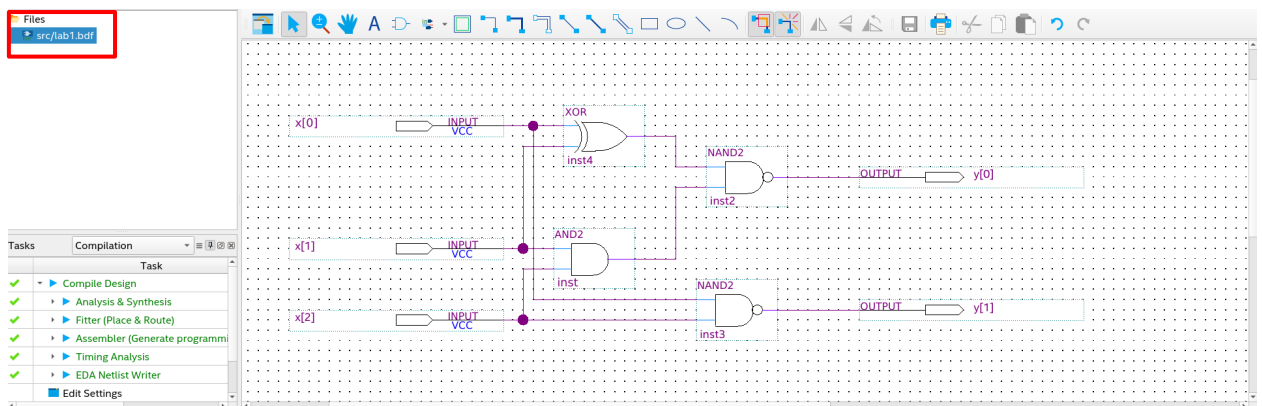 Files
src/lab1.bdf
A
Tasks
Compilation
Task
Compile Design
Analysis & Synthesis
Fitter (Place & Route)
Assembler (Generate programmi
Timing Analysis
EDA Netlist Writer
Edit Settings
x[0]
INPUT
VCC
XOR
inst4
NAND2
inst2
OUTPUT
y[0]
x[1]
INPUT
VCC
AND2
inst
x[2]
INPUT
VCC
NAND2
inst3
OUTPUT
y[1]